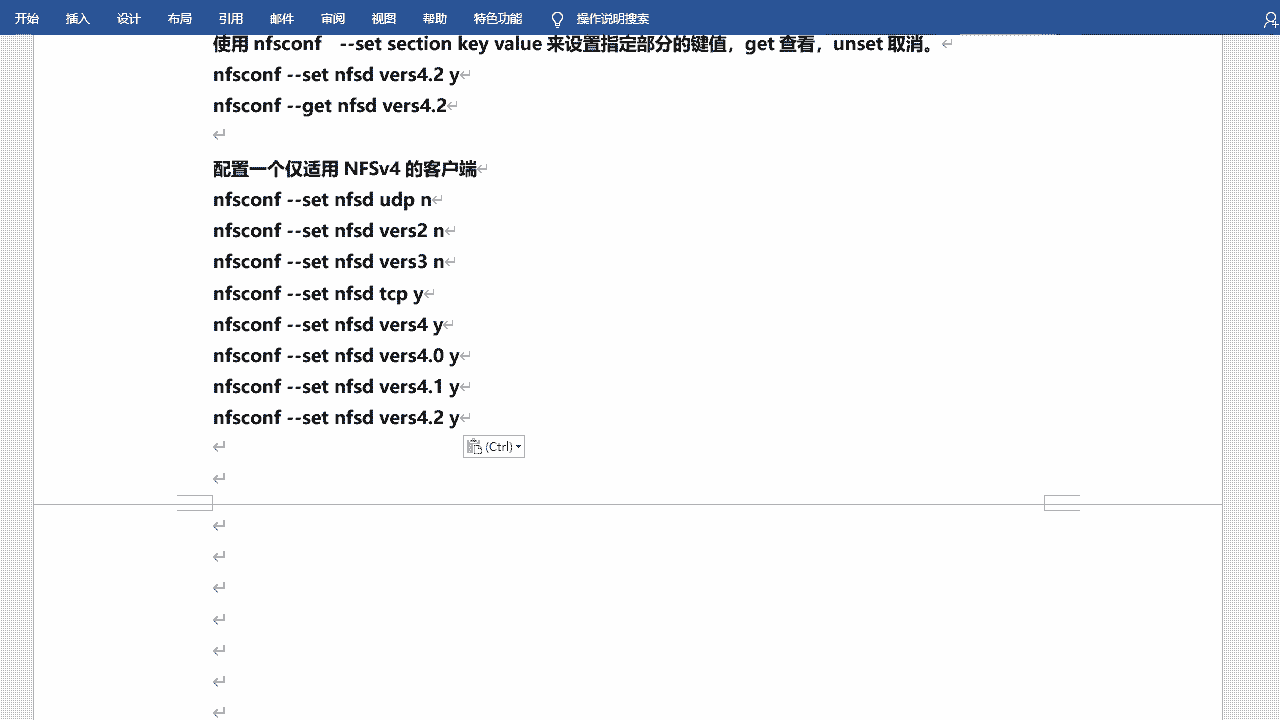 开始 插入 设计 布局 引用 邮件 审阅 视图 帮助 特色功能 操作说明搜索
使用 nfsconf --set section key value 来设置指定部分的键值，get 查看，unset 取消。
nfsconf --set nfsd vers4.2 y
nfsconf --get nfsd vers4.2
配置一个仅适用 NFSv4 的客户端
nfsconf --set nfsd udp n
nfsconf --set nfsd vers2 n
nfsconf --set nfsd vers3 n
nfsconf --set nfsd tcp y
nfsconf --set nfsd vers4 y
nfsconf --set nfsd vers4.0 y
nfsconf --set nfsd vers4.1 y
nfsconf --set nfsd vers4.2 y
(Ctrl)